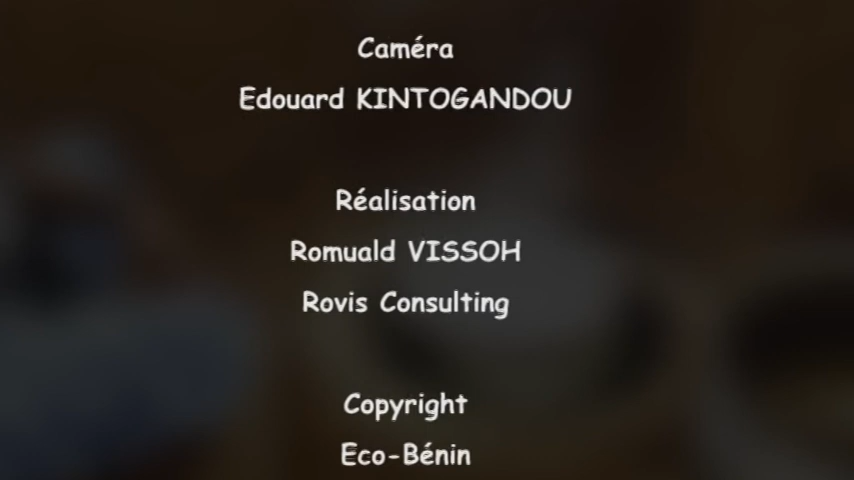 Caméra
Edouard KINTOGANDOU
Réalisation
Romuald VISSOH
Rovis Consulting
Copyright
Eco-Bénin